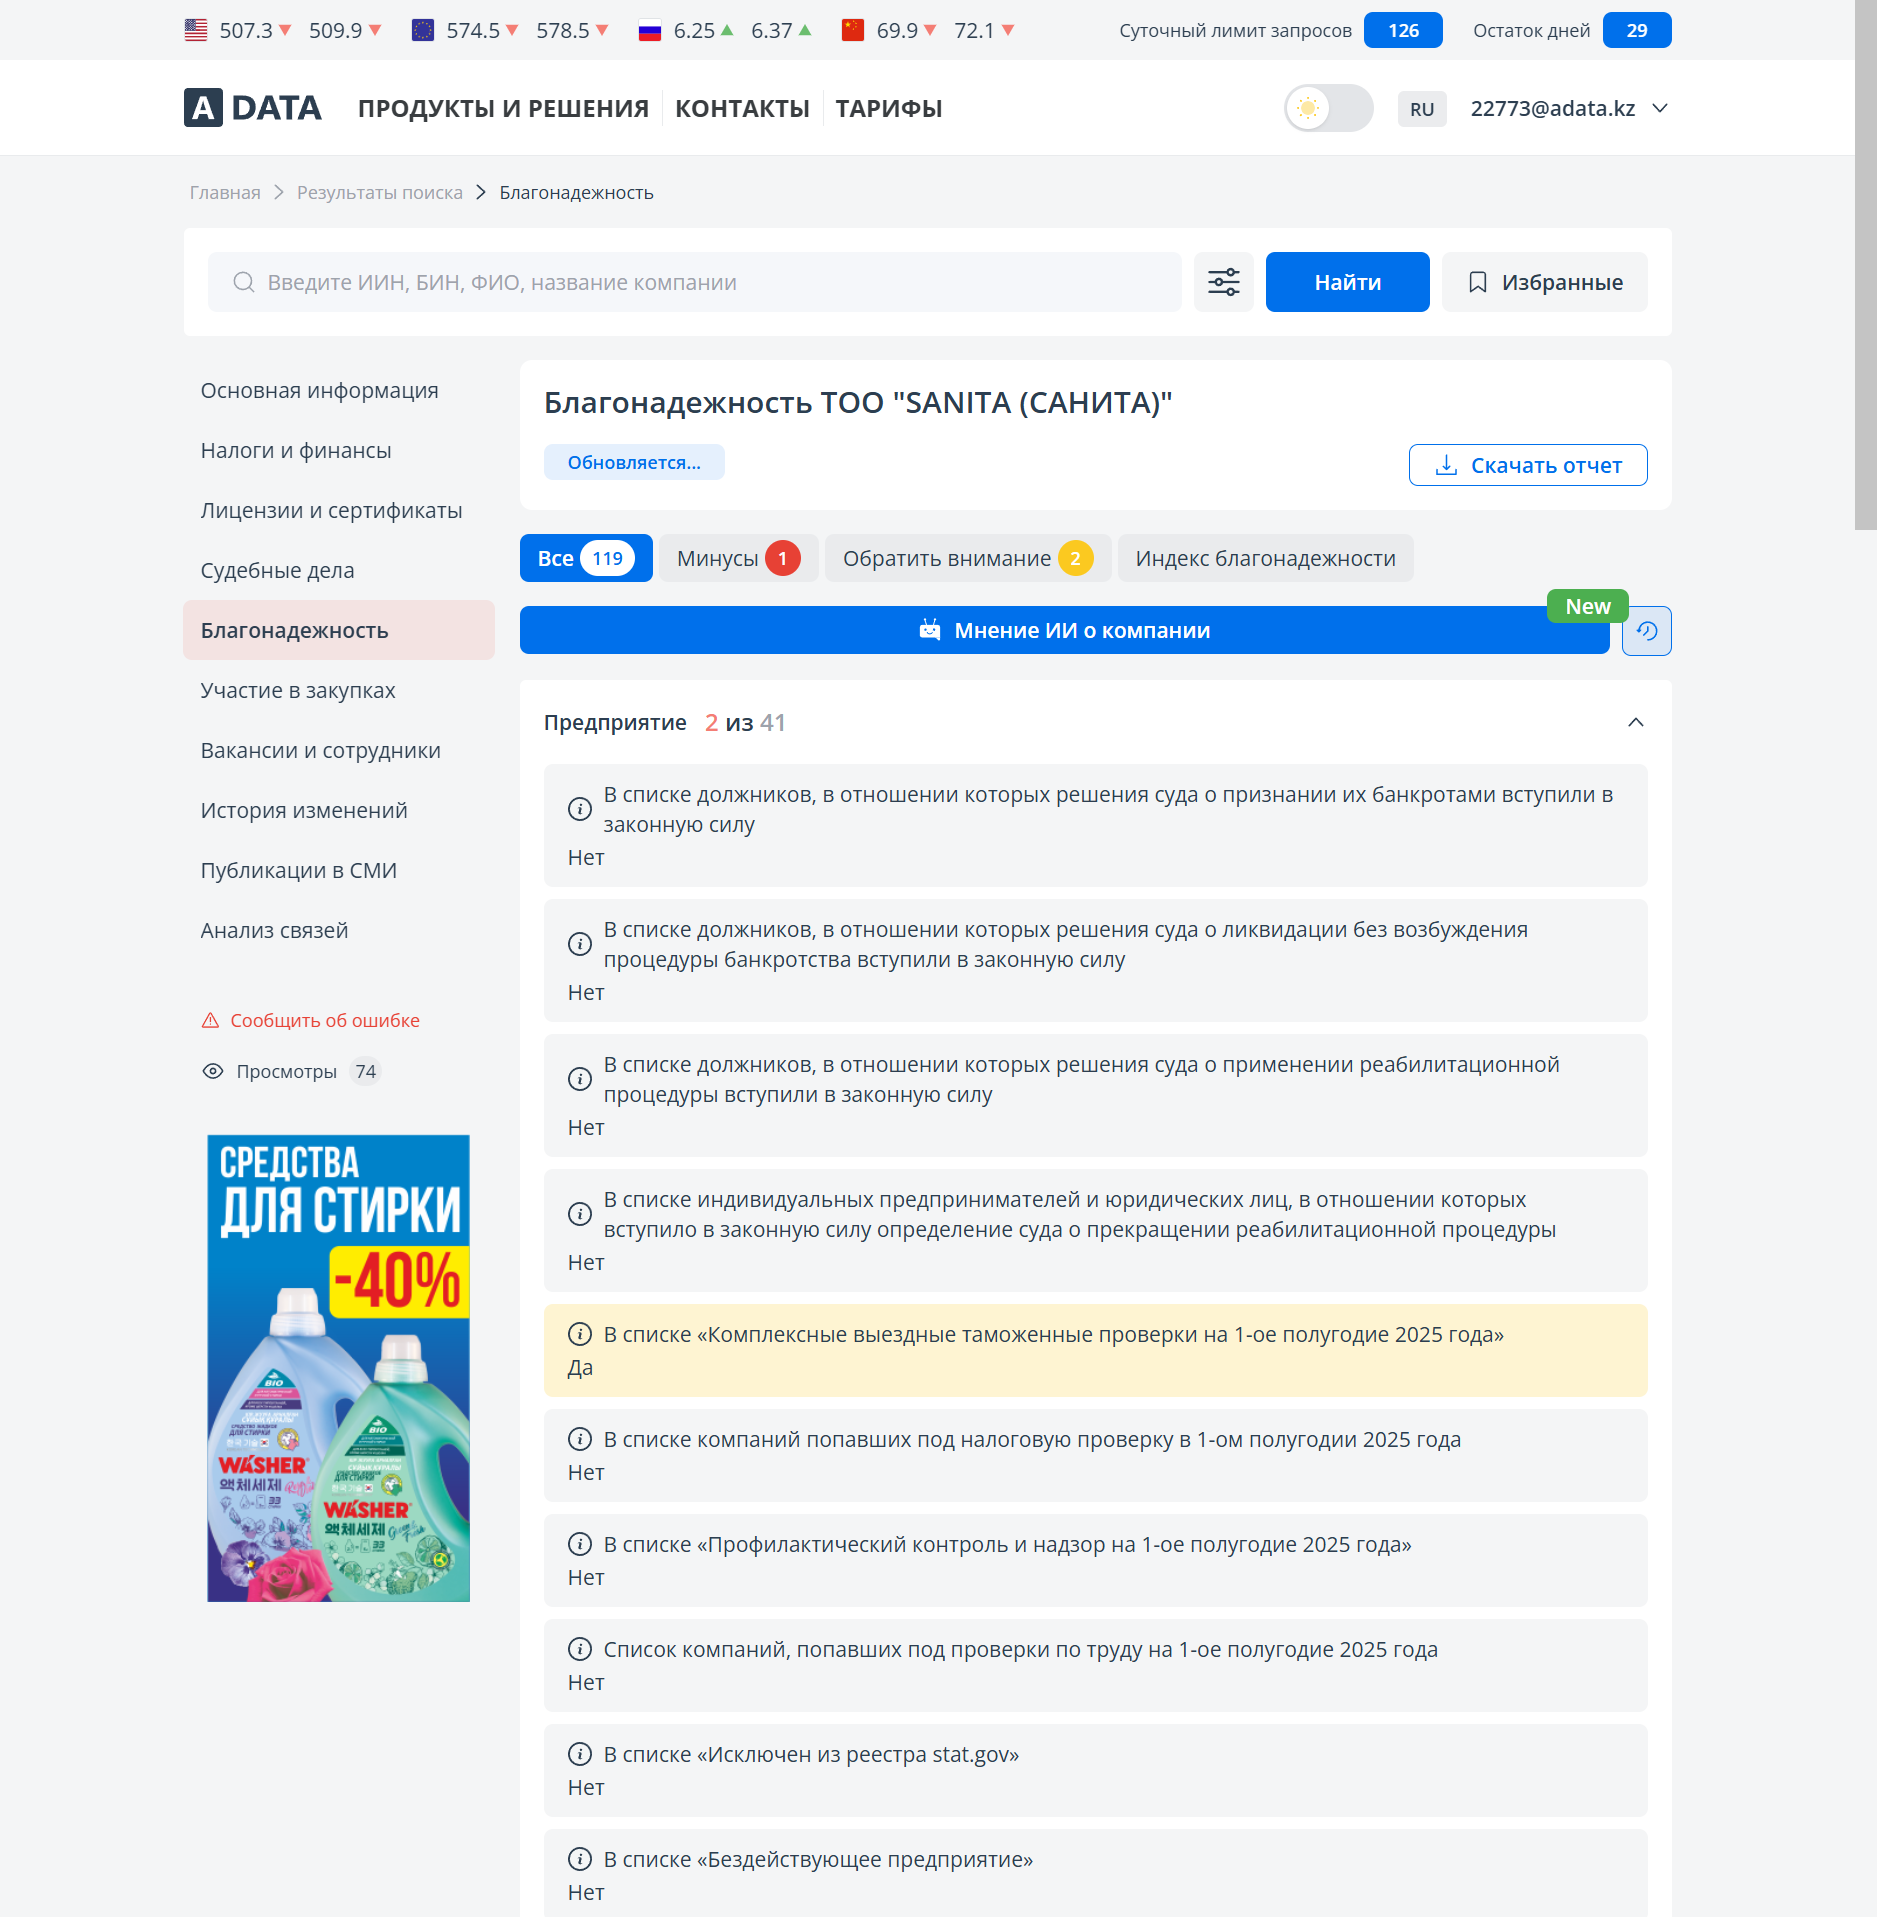 507.3 509.9 574.5 578.5 6.25 6.37 69.9 72.1 Суточный лимит запросов 126 Остаток дней 29
A DATA ПРОДУКТЫ И РЕШЕНИЯ КОНТАКТЫ ТАРИФЫ RU 22773@adata.kz
Главная Результаты поиска Благонадежность
Введите ИИН, БИН, ФИО, название компании Найти Избранные
Основная информация
Налоги и финансы
Лицензии и сертификаты
Судебные дела
Благонадежность
Участие в закупках
Вакансии и сотрудники
История изменений
Публикации в СМИ
Анализ связей
Сообщить об ошибке
Просмотры 74
СРЕДСТВА
ДЛЯ СТИРКИ
-40%
BIO
BIO
WASHER
액체세제
WASHER
액체세제
33
33
Благонадежность ТОО "SANITA (САНИТА)"
Обновляется...
Скачать отчет
Все 119 Минусы 1 Обратить внимание 2 Индекс благонадежности
New
Мнение ИИ о компании
Предприятие 2 из 41
В списке должников, в отношении которых решения суда о признании их банкротами вступили в
законную силу
Нет
В списке должников, в отношении которых решения суда о ликвидации без возбуждения
процедуры банкротства вступили в законную силу
Нет
В списке должников, в отношении которых решения суда о применении реабилитационной
процедуры вступили в законную силу
Нет
В списке индивидуальных предпринимателей и юридических лиц, в отношении которых
вступило в законную силу определение суда о прекращении реабилитационной процедуры
Нет
В списке «Комплексные выездные таможенные проверки на 1-ое полугодие 2025 года»
Да
В списке компаний попавших под налоговую проверку в 1-ом полугодии 2025 года
Нет
В списке «Профилактический контроль и надзор на 1-ое полугодие 2025 года»
Нет
Список компаний, попавших под проверки по труду на 1-ое полугодие 2025 года
Нет
В списке «Исключен из реестра stat.gov»
Нет
В списке «Бездействующее предприятие»
Нет